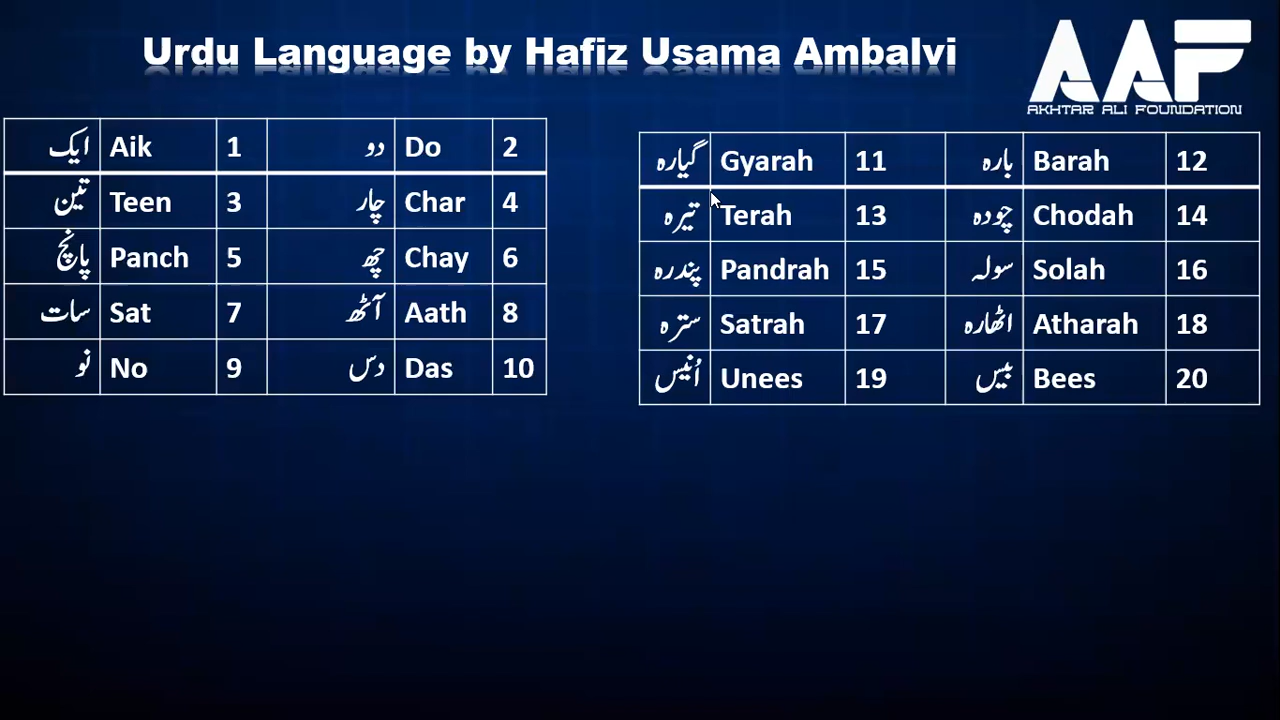 Urdu Language by Hafiz Usama Ambalvi
AAF
AKHTAR ALI FOUNDATION
ایک Aik 1 دو Do 2
تین Teen 3 چار Char 4
پانچ Panch 5 چھ Chay 6
سات Sat 7 آٹھ Aath 8
نو No 9 دس Das 10
گیارہ Gyarah 11 بارہ Barah 12
تیرہ Terah 13 چودہ Chodah 14
پندرہ Pandrah 15 سولہ Solah 16
سترہ Satrah 17 اٹھارہ Atharah 18
اُنیس Unees 19 بیس Bees 20